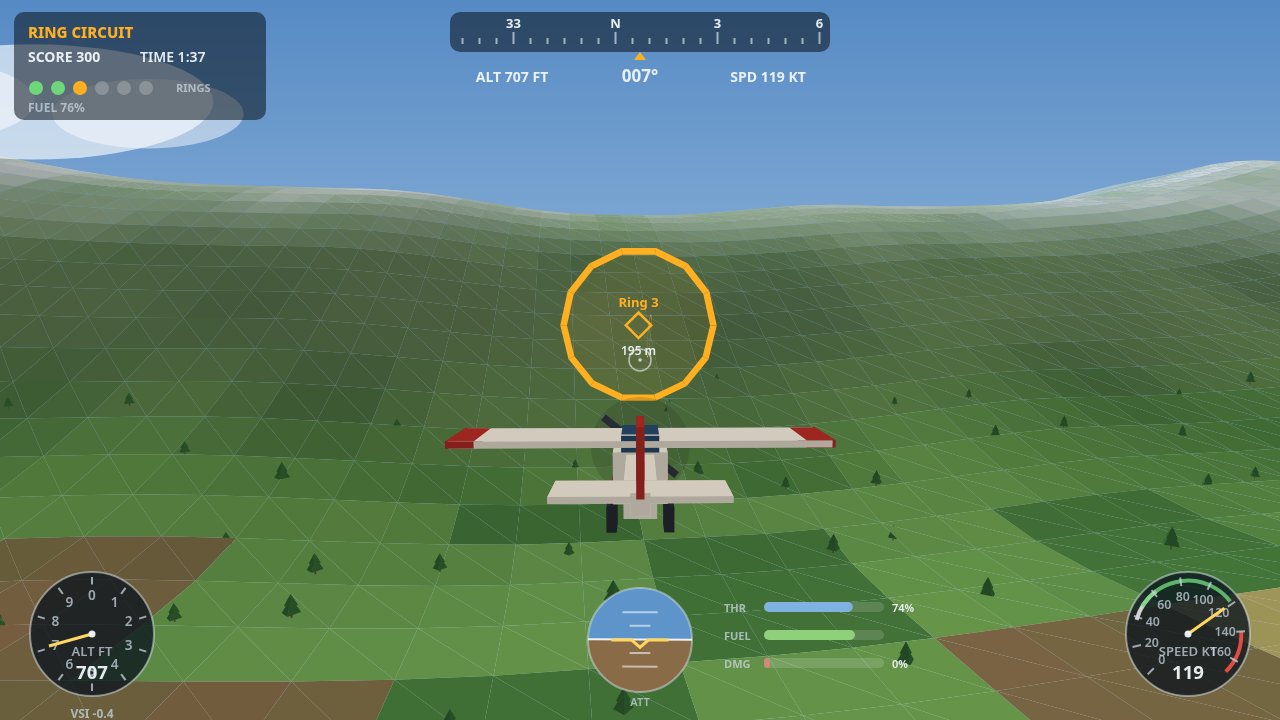 RING CIRCUIT
SCORE 300 TIME 1:37
RINGS
FUEL 76%
33 N 3 6
ALT 707 FT 007° SPD 119 KT
Ring 3
195 m
0
9 1
8 2
7 3
6 4
ALT FT
707
VSI -0.4
ATT
THR 74%
FUEL
DMG 0%
80 100
60 120
40 140
20 160
0
SPEED KT
119